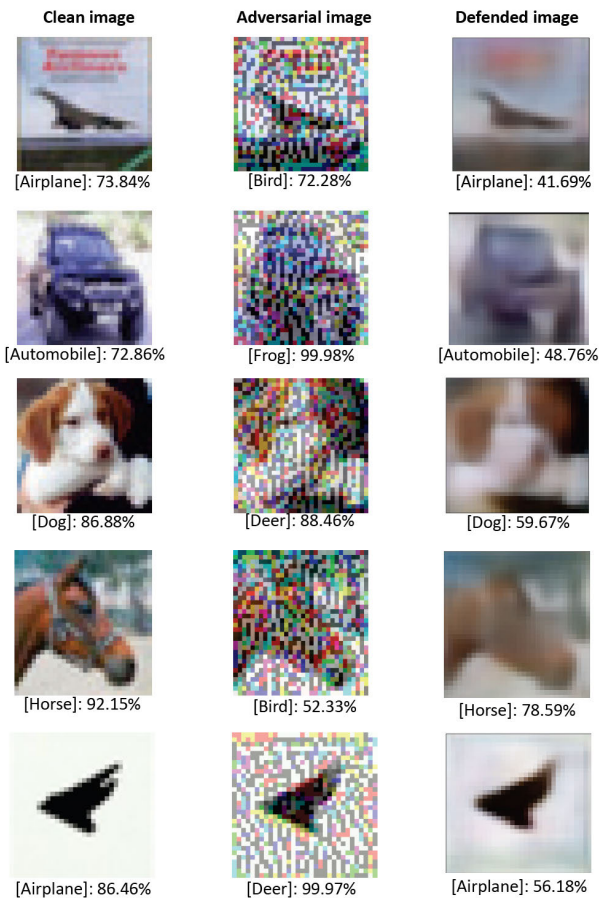 Clean image Adversarial image Defended image
[Airplane]: 73.84% [Bird]: 72.28% [Airplane]: 41.69%
[Automobile]: 72.86% [Frog]: 99.98% [Automobile]: 48.76%
[Dog]: 86.88% [Deer]: 88.46% [Dog]: 59.67%
[Horse]: 92.15% [Bird]: 52.33% [Horse]: 78.59%
[Airplane]: 86.46% [Deer]: 99.97% [Airplane]: 56.18%